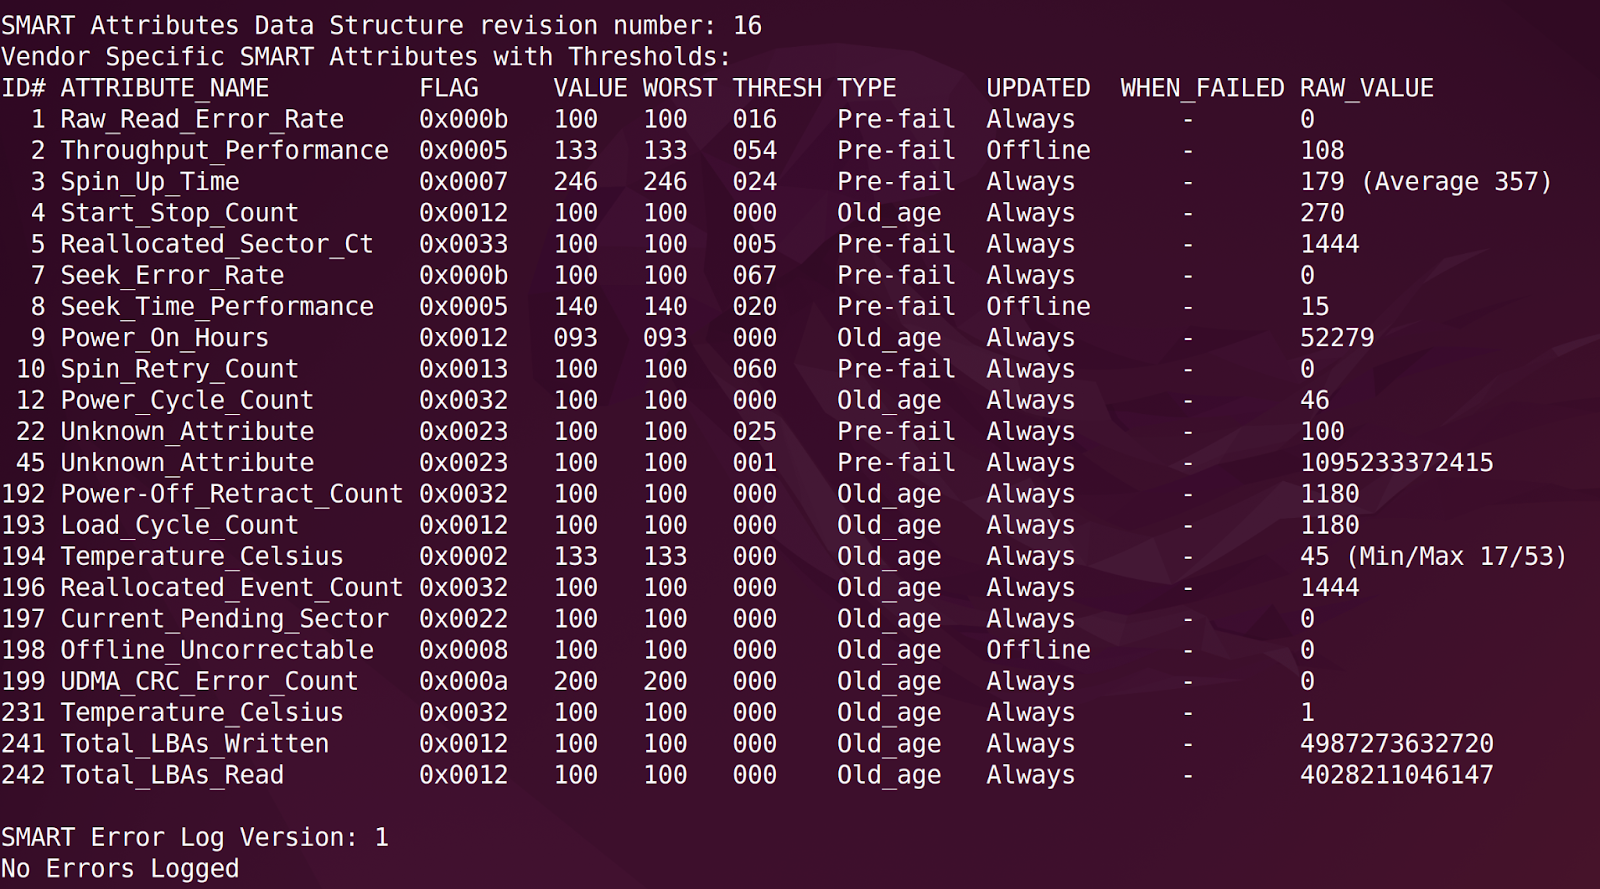 SMART Attributes Data Structure revision number: 16
Vendor Specific SMART Attributes with Thresholds:
ID# ATTRIBUTE_NAME          FLAG     VALUE WORST THRESH TYPE      UPDATED  WHEN_FAILED RAW_VALUE
  1 Raw_Read_Error_Rate     0x000b   100   100   016    Pre-fail  Always       -       0
  2 Throughput_Performance  0x0005   133   133   054    Pre-fail  Offline      -       108
  3 Spin_Up_Time            0x0007   246   246   024    Pre-fail  Always       -       179 (Average 357)
  4 Start_Stop_Count        0x0012   100   100   000    Old_age   Always       -       270
  5 Reallocated_Sector_Ct   0x0033   100   100   005    Pre-fail  Always       -       1444
  7 Seek_Error_Rate         0x000b   100   100   067    Pre-fail  Always       -       0
  8 Seek_Time_Performance   0x0005   140   140   020    Pre-fail  Offline      -       15
  9 Power_On_Hours          0x0012   093   093   000    Old_age   Always       -       52279
 10 Spin_Retry_Count        0x0013   100   100   060    Pre-fail  Always       -       0
 12 Power_Cycle_Count       0x0032   100   100   000    Old_age   Always       -       46
 22 Unknown_Attribute       0x0023   100   100   025    Pre-fail  Always       -       100
 45 Unknown_Attribute       0x0023   100   100   001    Pre-fail  Always       -       1095233372415
192 Power-Off_Retract_Count 0x0032   100   100   000    Old_age   Always       -       1180
193 Load_Cycle_Count        0x0012   100   100   000    Old_age   Always       -       1180
194 Temperature_Celsius     0x0002   133   133   000    Old_age   Always       -       45 (Min/Max 17/53)
196 Reallocated_Event_Count 0x0032   100   100   000    Old_age   Always       -       1444
197 Current_Pending_Sector  0x0022   100   100   000    Old_age   Always       -       0
198 Offline_Uncorrectable   0x0008   100   100   000    Old_age   Offline      -       0
199 UDMA_CRC_Error_Count    0x000a   200   200   000    Old_age   Always       -       0
231 Temperature_Celsius     0x0032   100   100   000    Old_age   Always       -       1
241 Total_LBAs_Written      0x0012   100   100   000    Old_age   Always       -       4987273632720
242 Total_LBAs_Read         0x0012   100   100   000    Old_age   Always       -       4028211046147

SMART Error Log Version: 1
No Errors Logged